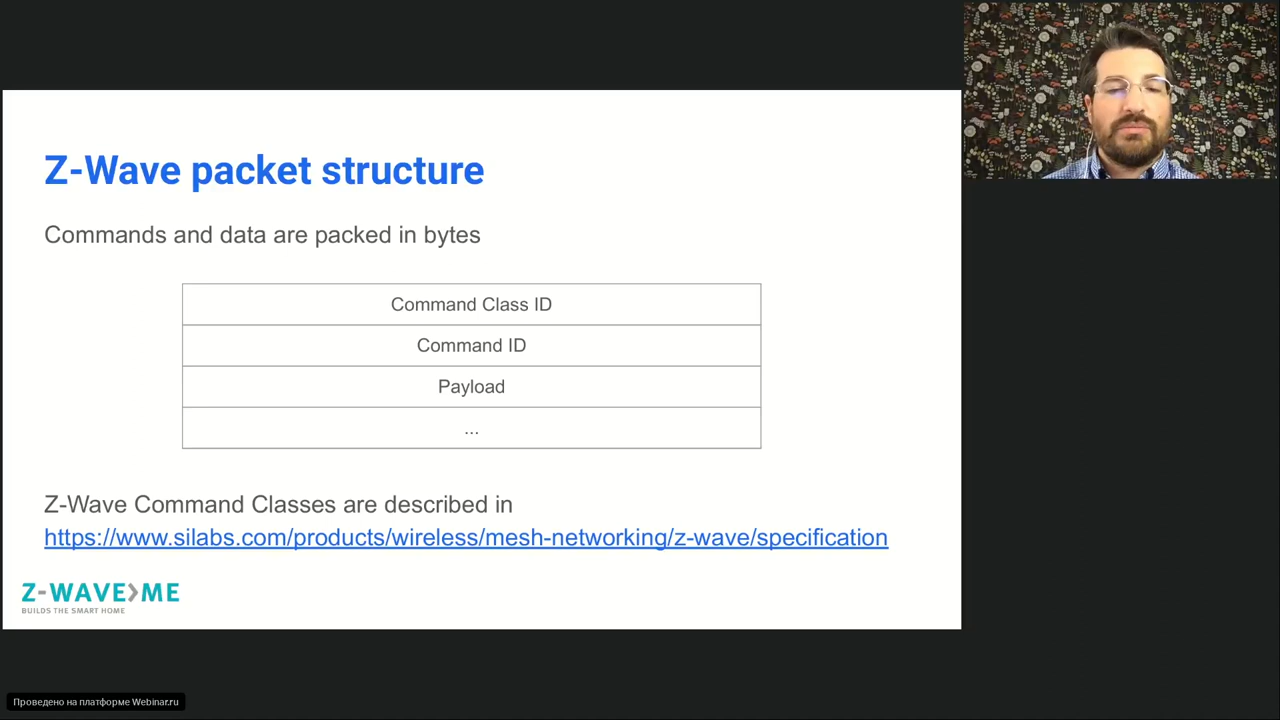 Z-Wave packet structure
Commands and data are packed in bytes
Command Class ID
Command ID
Payload
...
Z-Wave Command Classes are described in
https://www.silabs.com/products/wireless/mesh-networking/z-wave/specification
Z-WAVE>ME
BUILDS THE SMART HOME
Проведено на платформе Webinar.ru